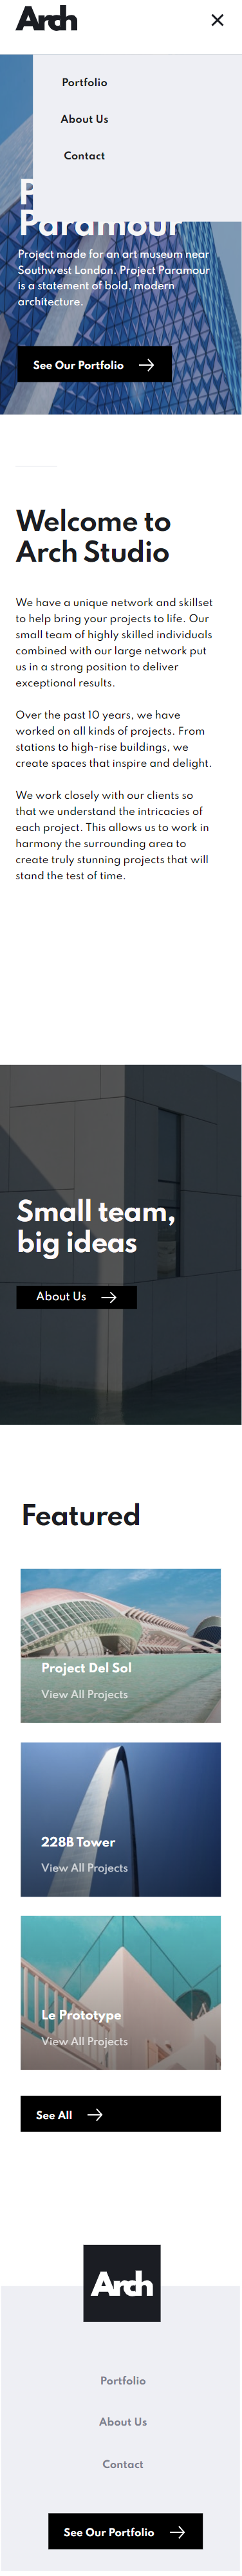 Arch
Portfolio
About Us
Contact
P
Paramour
Project made for an art museum near
Southwest London. Project Paramour
is a statement of bold, modern
architecture.
See Our Portfolio
Welcome to
Arch Studio
We have a unique network and skillset
to help bring your projects to life. Our
small team of highly skilled individuals
combined with our large network put
us in a strong position to deliver
exceptional results.
Over the past 10 years, we have
worked on all kinds of projects. From
stations to high-rise buildings, we
create spaces that inspire and delight.
We work closely with our clients so
that we understand the intricacies of
each project. This allows us to work in
harmony the surrounding area to
create truly stunning projects that will
stand the test of time.
Small team,
big ideas
About Us
Featured
Project Del Sol
View All Projects
228B Tower
View All Projects
Le Prototype
View All Projects
See All
Arch
Portfolio
About Us
Contact
See Our Portfolio